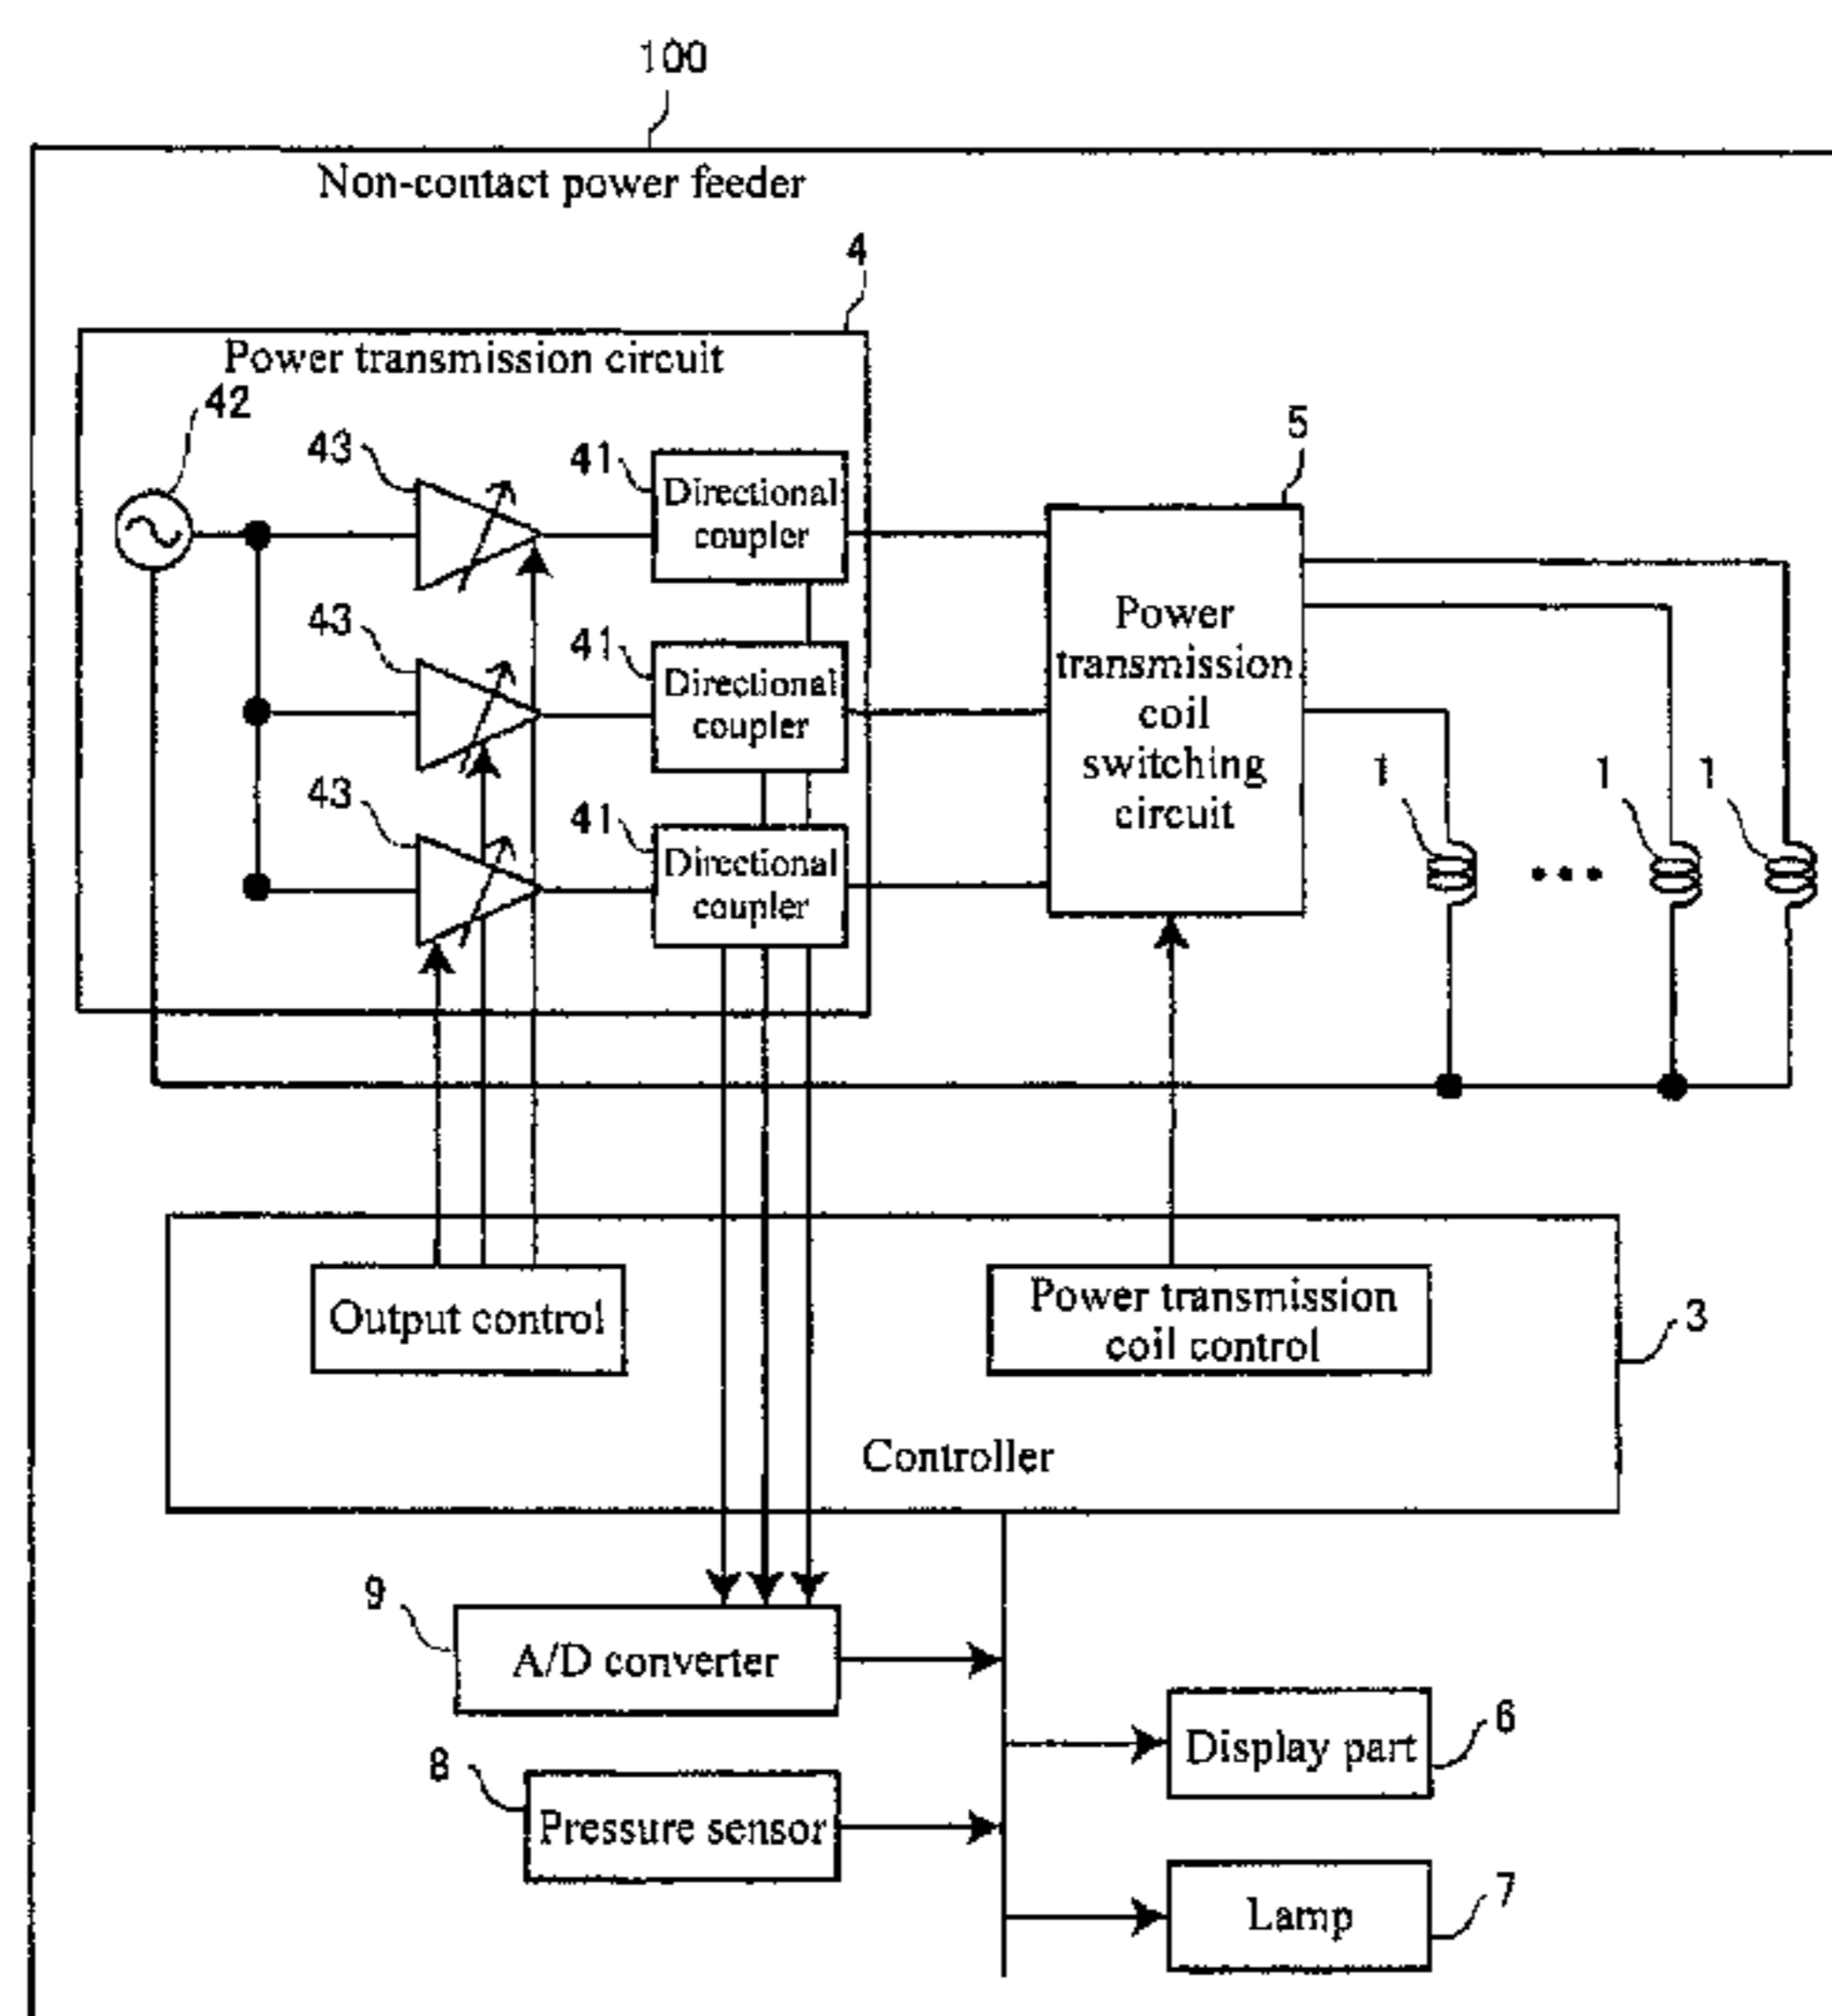 100
Non-contact power feeder
4
Power transmission circuit
42
43
41
Directional
coupler
5
43
41
Directional
coupler
Power
transmission
coil
switching
circuit
43
41
Directional
coupler
1
1
1
Output control
Power transmission
coil control
3
Controller
9
A/D converter
Display part
6
8
Pressure sensor
Lamp
7